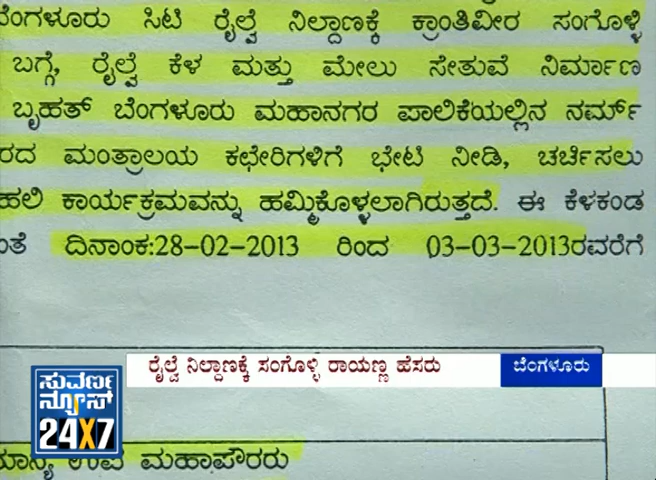 ಬೆಂಗಳೂರು ಸಿಟಿ ರೈಲ್ವೆ ನಿಲ್ದಾಣಕ್ಕೆ ಕ್ರಾಂತಿವೀರ ಸಂಗೊಳ್ಳಿ
ಬಗ್ಗೆ, ರೈಲ್ವೆ ಕೆಳ ಮತ್ತು ಮೇಲು ಸೇತುವೆ ನಿರ್ಮಾಣ
ಬೃಹತ್ ಬೆಂಗಳೂರು ಮಹಾನಗರ ಪಾಲಿಕೆಯಲ್ಲಿನ ನರ್ಮ್
ರದ ಮಂತ್ರಾಲಯ ಕಛೇರಿಗಳಿಗೆ ಭೇಟಿ ನೀಡಿ, ಚರ್ಚಿಸಲು
ಹಲಿ ಕಾರ್ಯಕ್ರಮವನ್ನು ಹಮ್ಮಿಕೊಳ್ಳಲಾಗಿರುತ್ತದೆ. ಈ ಕೆಳಕಂಡ
ದಿನಾಂಕ:28-02-2013 ರಿಂದ 03-03-2013ರವರೆಗೆ
ರೈಲ್ವೆ ನಿಲ್ದಾಣಕ್ಕೆ ಸಂಗೊಳ್ಳಿ ರಾಯಣ್ಣ ಹೆಸರು
ಬೆಂಗಳೂರು
ಸುವರ್ಣ
ನ್ಯೂಸ್
24X7
ಮಾನ್ಯ ಉಪ ಮಹಾಪೌರರು